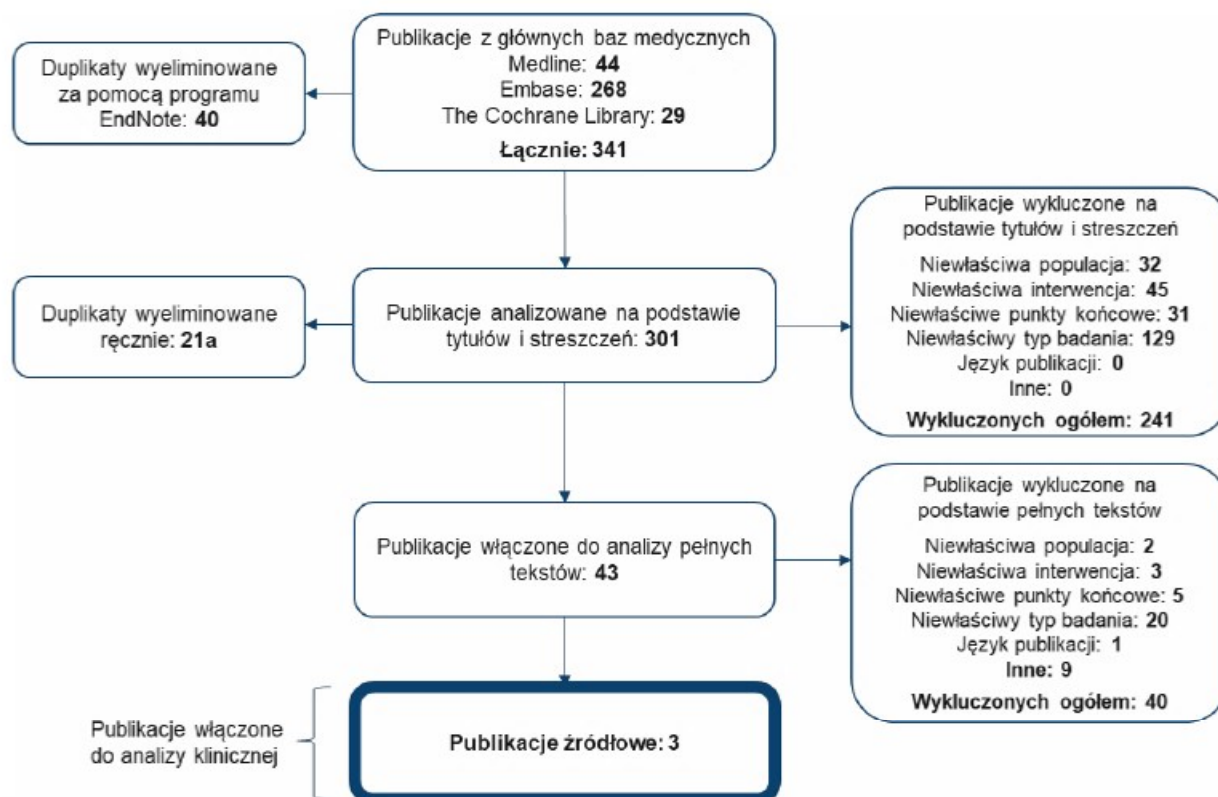 Publikacje z głównych baz medycznych
Medline: 44
Embase: 268
The Cochrane Library: 29
Łącznie: 341
Duplikaty wyeliminowane
za pomocą programu
EndNote: 40
Publikacje wykluczone na
podstawie tytułów i streszczeń
Niewłaściwa populacja: 32
Niewłaściwa interwencja: 45
Niewłaściwe punkty końcowe: 31
Niewłaściwy typ badania: 129
Język publikacji: 0
Inne: 0
Wykluczonych ogółem: 241
Publikacje analizowane na podstawie
tytułów i streszczeń: 301
Duplikaty wyeliminowane
ręcznie: 21a
Publikacje włączone do analizy pełnych
tekstów: 43
Publikacje wykluczone na
podstawie pełnych tekstów
Niewłaściwa populacja: 2
Niewłaściwa interwencja: 3
Niewłaściwe punkty końcowe: 5
Niewłaściwy typ badania: 20
Język publikacji: 1
Inne: 9
Wykluczonych ogółem: 40
Publikacje włączone
do analizy klinicznej
Publikacje źródłowe: 3